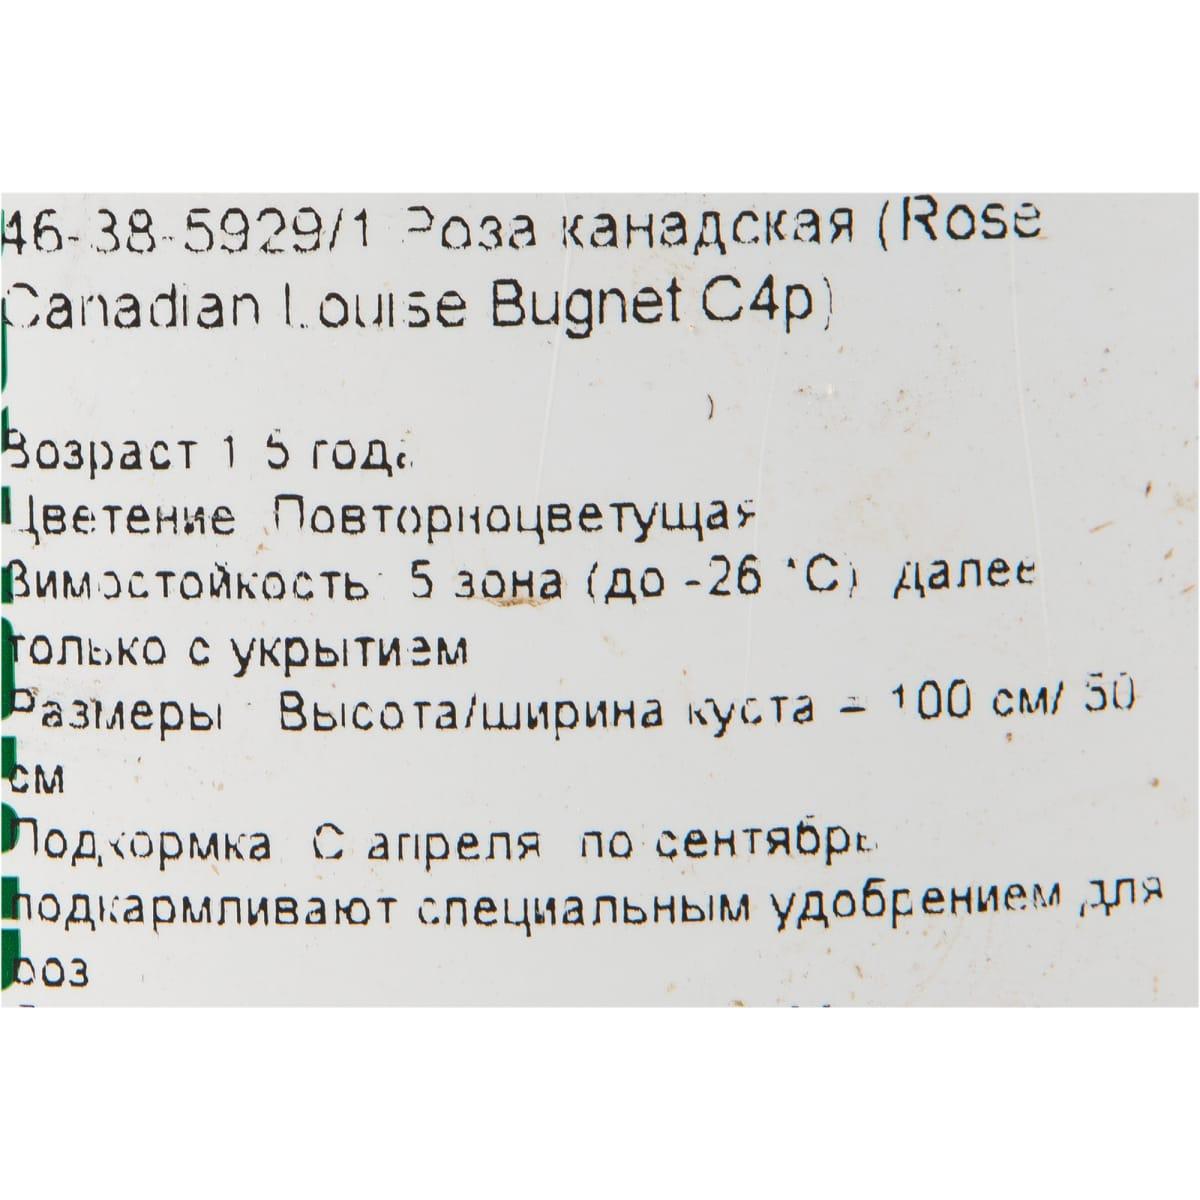 46-38-5929/1 Роза канадская (Rose
Canadian Louise Bugnet C4p)
Возраст 1 5 года
Цветение Повторноцветущая
Зимостойкость: 5 зона (до -26 °C) далее
только с укрытием
Размеры: Высота/ширина куста = 100 см/ 50
см
Подкормка С апреля по сентябрь
подкармливают специальным удобрением для
роз